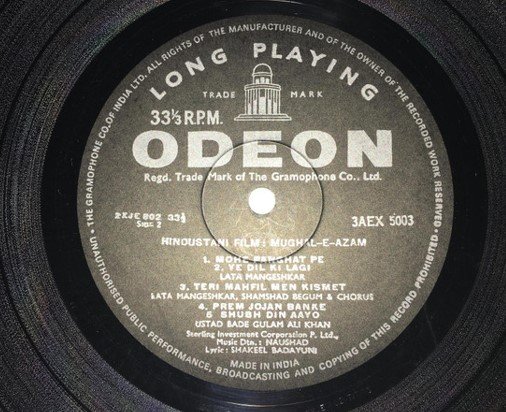 THE GRAMOPHONE CO. OF INDIA LTD. ALL RIGHTS OF THE MANUFACTURER AND OF THE OWNER OF THE RECORDED WORK RESERVED
LONG PLAYING
TRADE MARK
33⅓ R.P.M.
ODEON
Regd. Trade Mark of The Gramophone Co., Ltd.
2XJE 802 33⅓
SIDE 2
3AEX 5003
HINDUSTANI FILM: MUGHAL-E-AZAM
1. MOHE PANGHAT PE
2. YE DIL KI LAGI
LATA MANGESHKAR
3. TERI MAHFIL MEN KISMET
LATA MANGESHKAR, SHAMSHAD BEGUM & CHORUS
4. PREM JOJAN BANKE
5 SHUBH DIN AAYO
USTAD BADE GULAM ALI KHAN
Sterling Investment Corporation P. Ltd.,
Music Dtn.: NAUSHAD
Lyric: SHAKEEL BADAYUNI
MADE IN INDIA
UNAUTHORISED PUBLIC PERFORMANCE, BROADCASTING AND COPYING OF THIS RECORD PROHIBITED